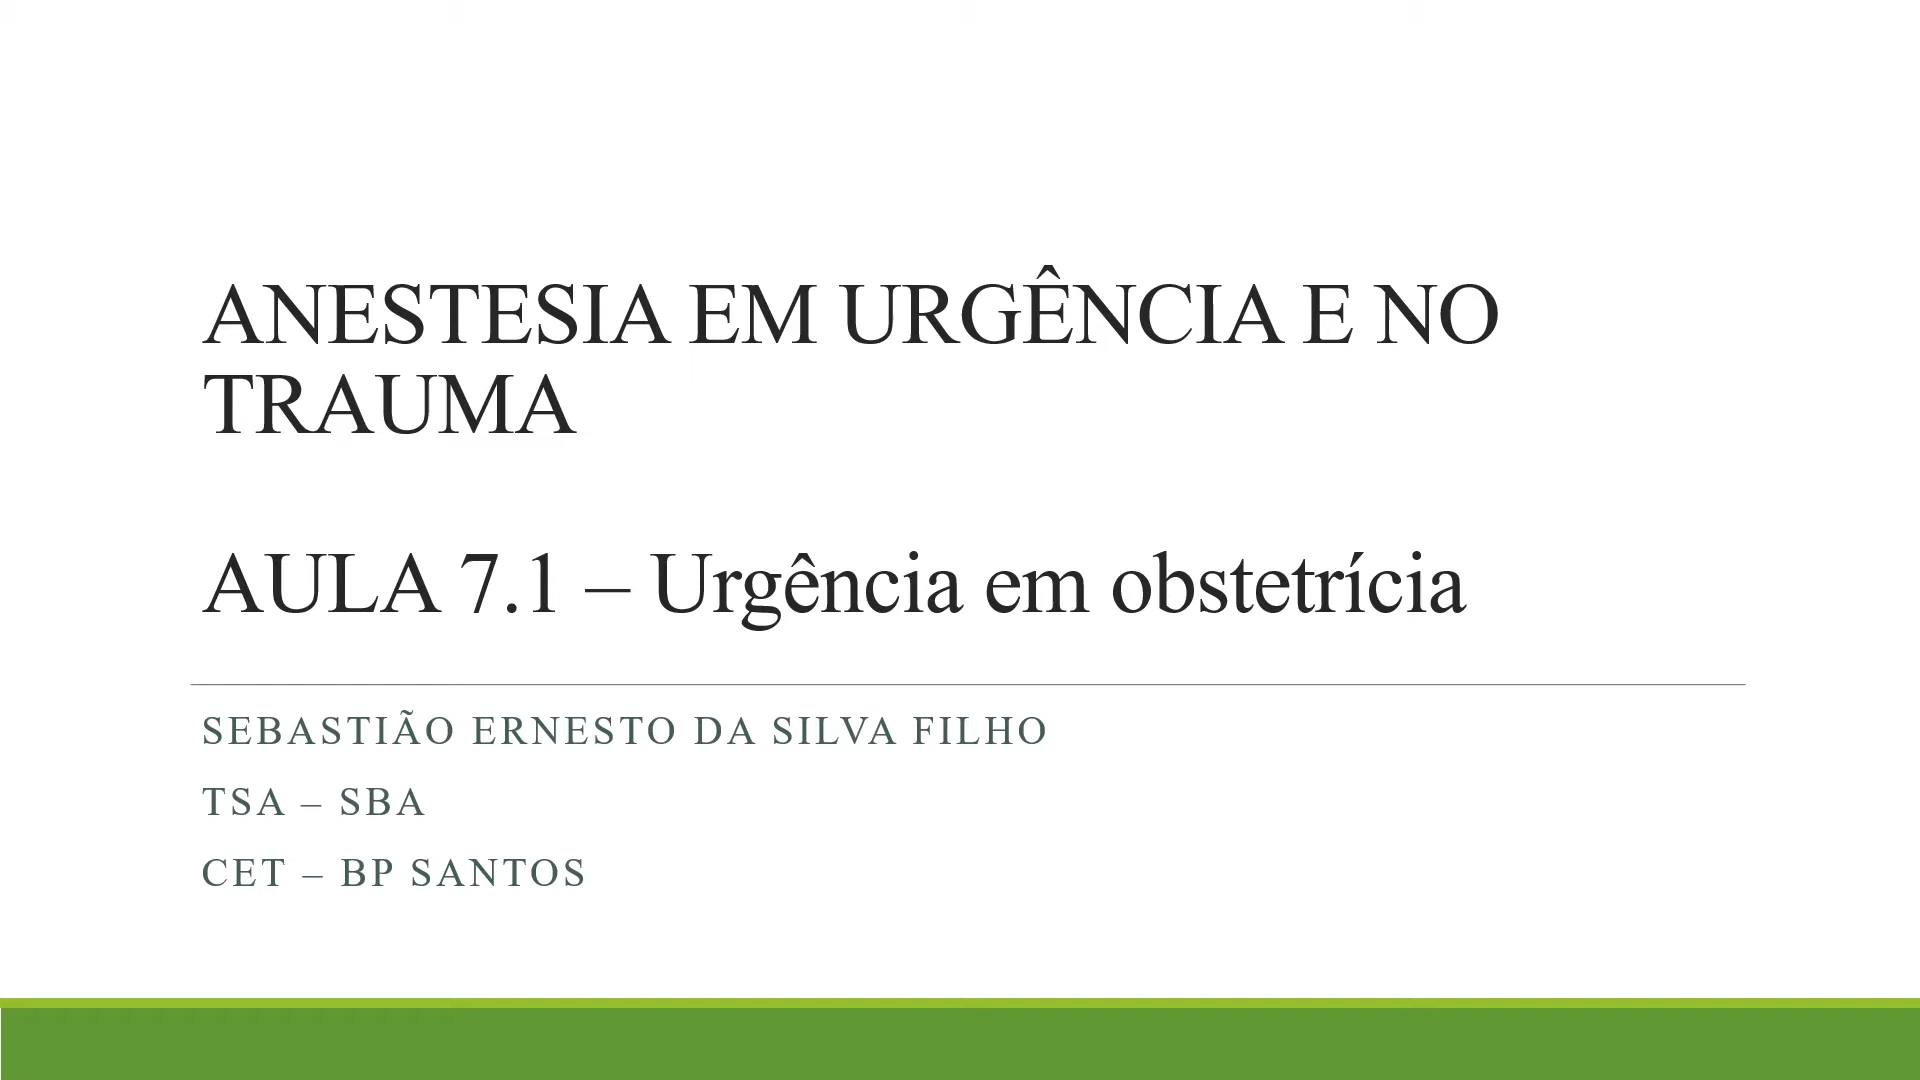 ANESTESIA EM URGÊNCIA E NO
TRAUMA
AULA 7.1 – Urgência em obstetrícia
SEBASTIÃO ERNESTO DA SILVA FILHO
TSA – SBA
CET – BP SANTOS